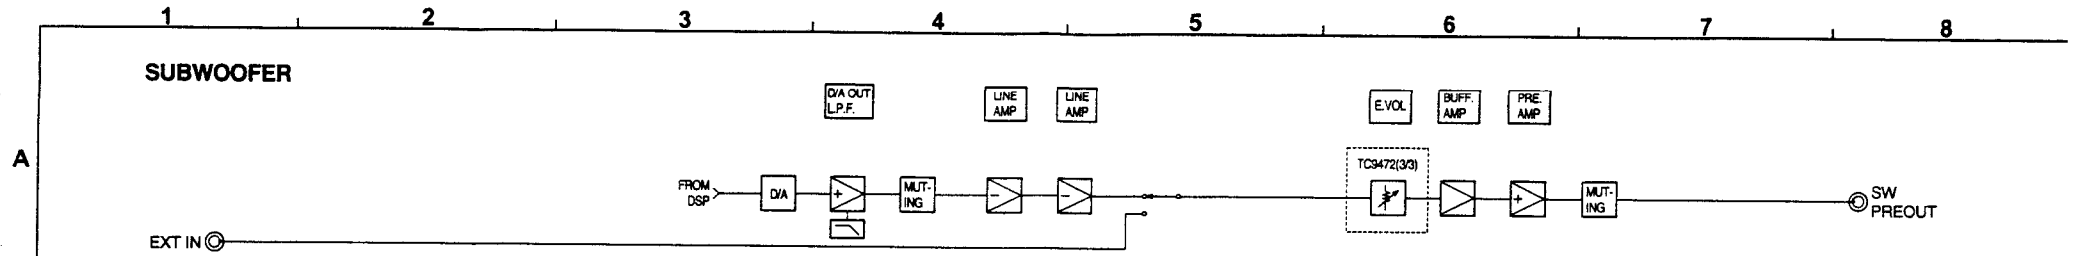 1 2 3 4 5 6 7 8
SUBWOOFER
D/A OUT
L.P.F.
LINE
AMP
LINE
AMP
E.VOL
BUFF.
AMP
PRE.
AMP
A
TC9472(3/3)
FROM
DSP
D/A
+
MUT-
ING
−
−
+
MUT-
ING
SW
PREOUT
EXT IN